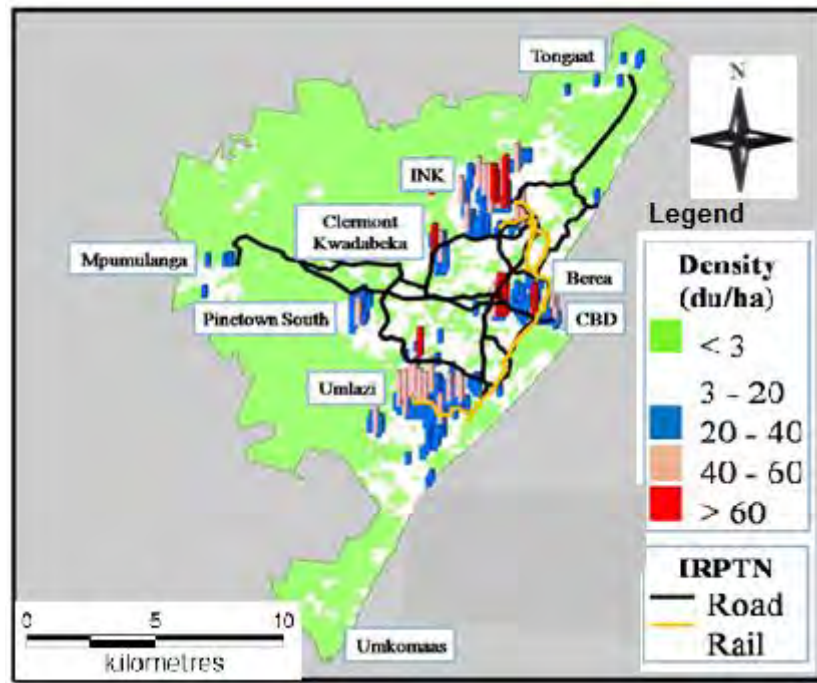 Tongaat
N
INK
Legend
Clermont
Kwadabeka
Density
(du/ha)
Mpumulanga
Berea
Pinetown South
CBD
< 3
3 - 20
20 - 40
40 - 60
> 60
Umlazi
IRPTN
Road
Rail
0 5 10
kilometres
Umkomaas